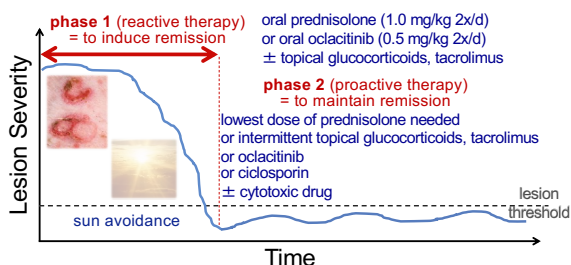 phase 1 (reactive therapy)
= to induce remission
oral prednisolone (1.0 mg/kg 2x/d)
or oral oclacitinib (0.5 mg/kg 2x/d)
± topical glucocorticoids, tacrolimus
phase 2 (proactive therapy)
= to maintain remission
lowest dose of prednisolone needed
or intermittent topical glucocorticoids, tacrolimus
or oclacitinib
or ciclosporin
± cytotoxic drug
lesion
threshold
sun avoidance
Lesion Severity
Time